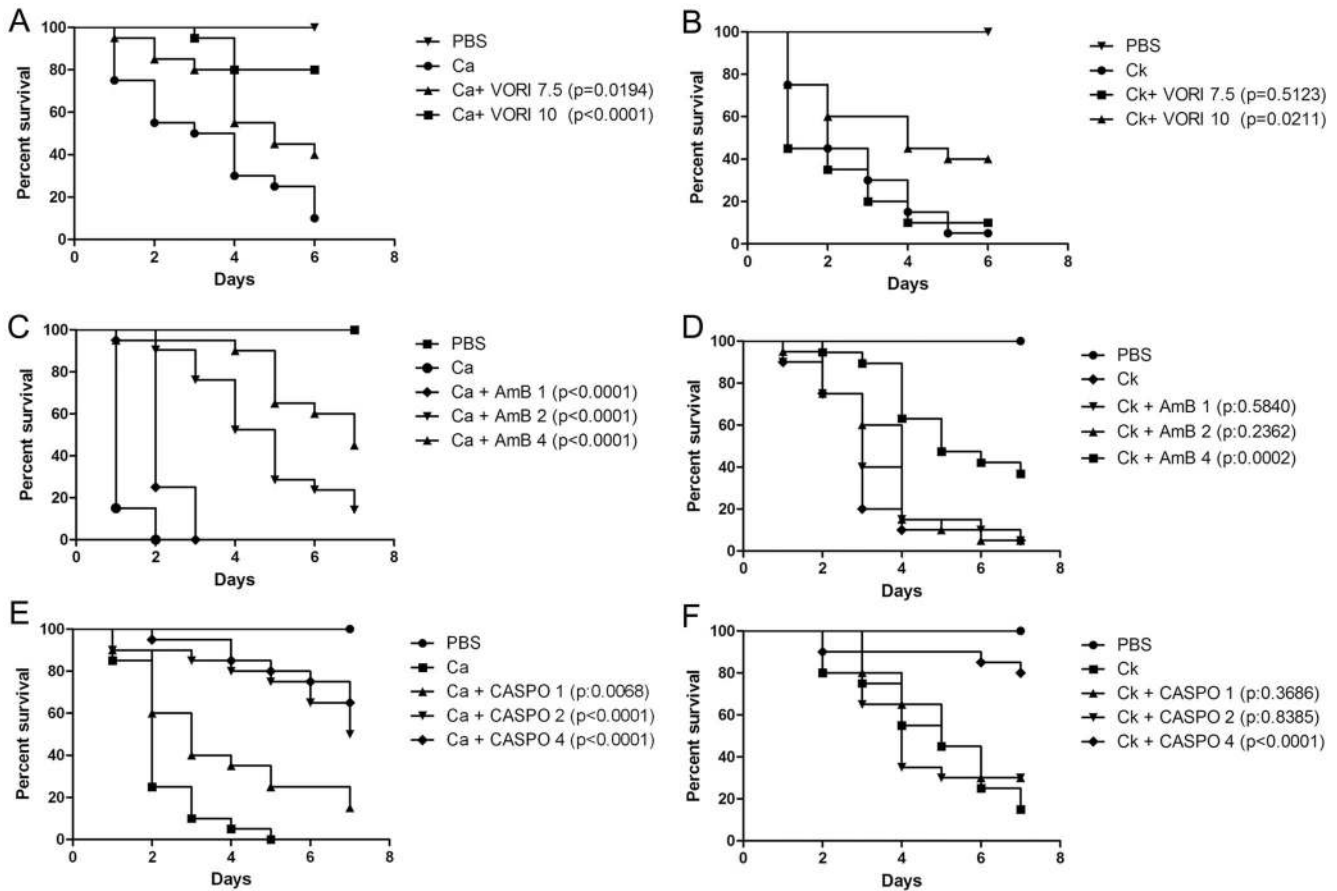 A
100
80
60
40
20
0
Percent survival
0 2 4 6 8
Days
PBS
Ca
Ca+ VORI 7.5 (p=0.0194)
Ca+ VORI 10 (p<0.0001)
B
100
80
60
40
20
0
Percent survival
0 2 4 6 8
Days
PBS
Ck
Ck+ VORI 7.5 (p=0.5123)
Ck+ VORI 10 (p=0.0211)
C
100
80
60
40
20
0
Percent survival
0 2 4 6 8
Days
PBS
Ca
Ca + AmB 1 (p<0.0001)
Ca + AmB 2 (p<0.0001)
Ca + AmB 4 (p<0.0001)
D
100
80
60
40
20
0
Percent survival
0 2 4 6 8
Days
PBS
Ck
Ck + AmB 1 (p:0.5840)
Ck + AmB 2 (p:0.2362)
Ck + AmB 4 (p:0.0002)
E
100
80
60
40
20
0
Percent survival
0 2 4 6 8
Days
PBS
Ca
Ca + CASPO 1 (p:0.0068)
Ca + CASPO 2 (p<0.0001)
Ca + CASPO 4 (p<0.0001)
F
100
80
60
40
20
0
Percent survival
0 2 4 6 8
Days
PBS
Ck
Ck + CASPO 1 (p:0.3686)
Ck + CASPO 2 (p:0.8385)
Ck + CASPO 4 (p<0.0001)